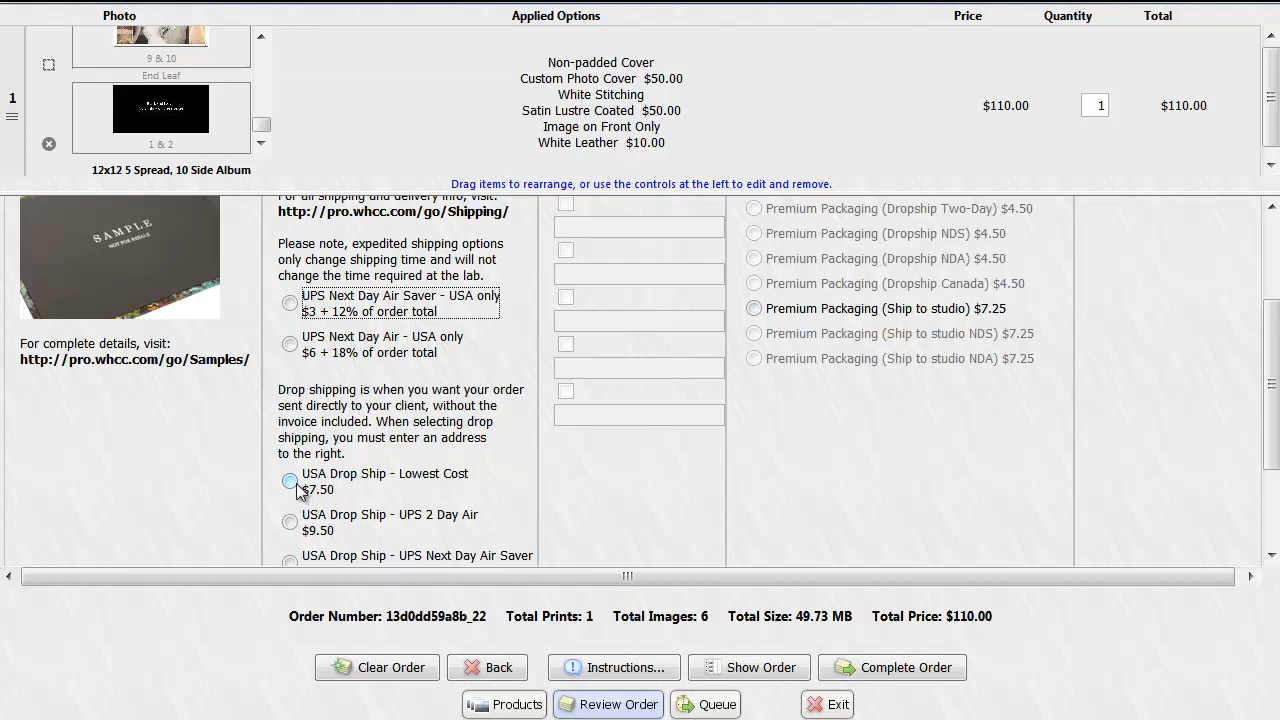 Photo
Applied Options
Price
Quantity
Total
1
9 & 10
End Leaf
1 & 2
12x12 5 Spread, 10 Side Album
Non-padded Cover
Custom Photo Cover $50.00
White Stitching
Satin Lustre Coated $50.00
Image on Front Only
White Leather $10.00
$110.00
1
$110.00
Drag items to rearrange, or use the controls at the left to edit and remove.
SAMPLE
NOT FOR RESALE
For complete details, visit:
http://pro.whcc.com/go/Samples/
For all shipping and delivery info, visit:
http://pro.whcc.com/go/Shipping/
Please note, expedited shipping options
only change shipping time and will not
change the time required at the lab.
UPS Next Day Air Saver - USA only
$3 + 12% of order total
UPS Next Day Air - USA only
$6 + 18% of order total
Drop shipping is when you want your order
sent directly to your client, without the
invoice included. When selecting drop
shipping, you must enter an address
to the right.
USA Drop Ship - Lowest Cost
$7.50
USA Drop Ship - UPS 2 Day Air
$9.50
USA Drop Ship - UPS Next Day Air Saver
Premium Packaging (Dropship Two-Day) $4.50
Premium Packaging (Dropship NDS) $4.50
Premium Packaging (Dropship NDA) $4.50
Premium Packaging (Dropship Canada) $4.50
Premium Packaging (Ship to studio) $7.25
Premium Packaging (Ship to studio NDS) $7.25
Premium Packaging (Ship to studio NDA) $7.25
Order Number: 13d0dd59a8b_22 Total Prints: 1 Total Images: 6 Total Size: 49.73 MB Total Price: $110.00
Clear Order
Back
Instructions...
Show Order
Complete Order
Products
Review Order
Queue
Exit